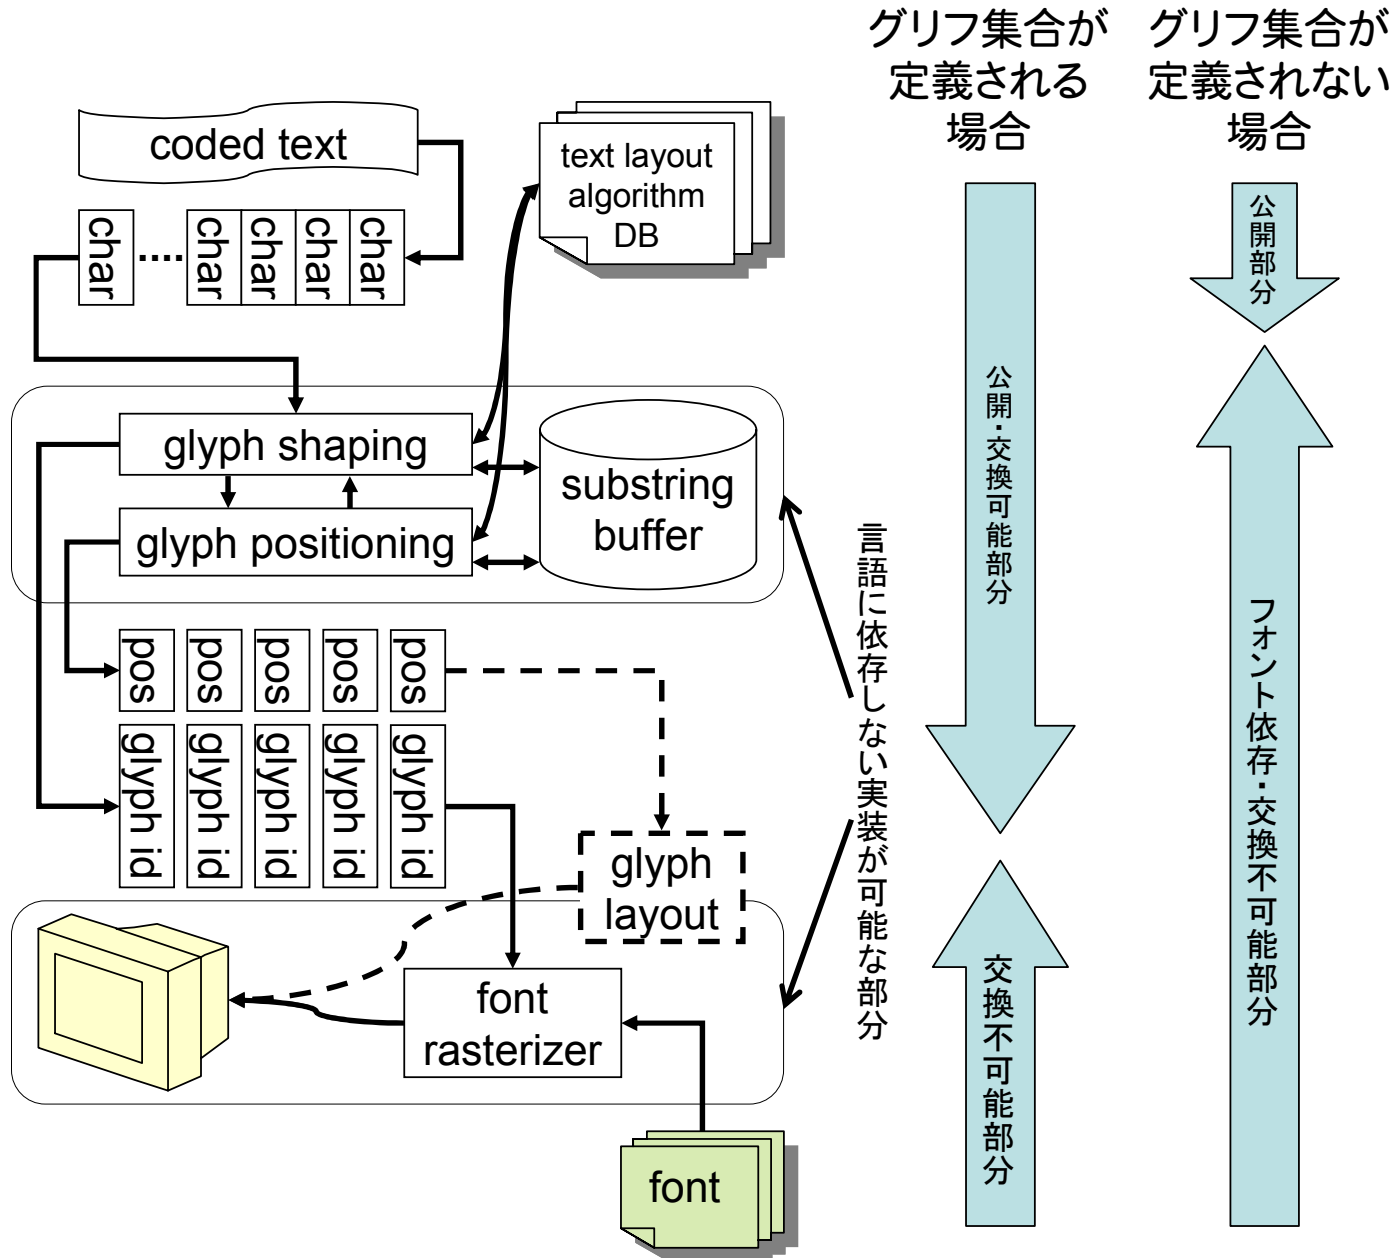 グリフ集合が
定義される
場合
グリフ集合が
定義されない
場合
coded text
text layout
algorithm
DB
char
....
char
char
char
char
glyph shaping
glyph positioning
substring
buffer
pos
pos
pos
pos
pos
glyph id
glyph id
glyph id
glyph id
glyph id
glyph
layout
font
rasterizer
font
言語に依存しない実装が可能な部分
公開・交換可能部分
交換不可能部分
公開部分
フォント依存・交換不可能部分